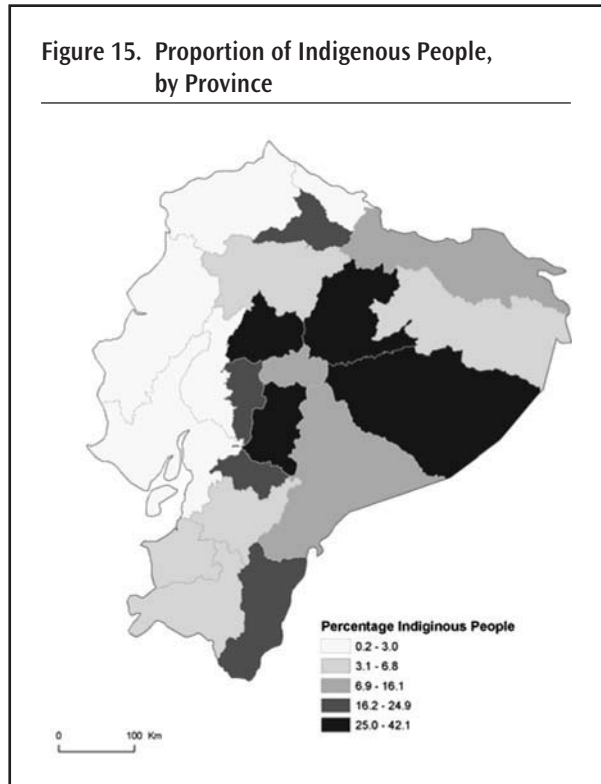 Figure 15. Proportion of Indigenous People,
by Province
Percentage Indiginous People
0.2 - 3.0
3.1 - 6.8
6.9 - 16.1
16.2 - 24.9
25.0 - 42.1
0 100 Km